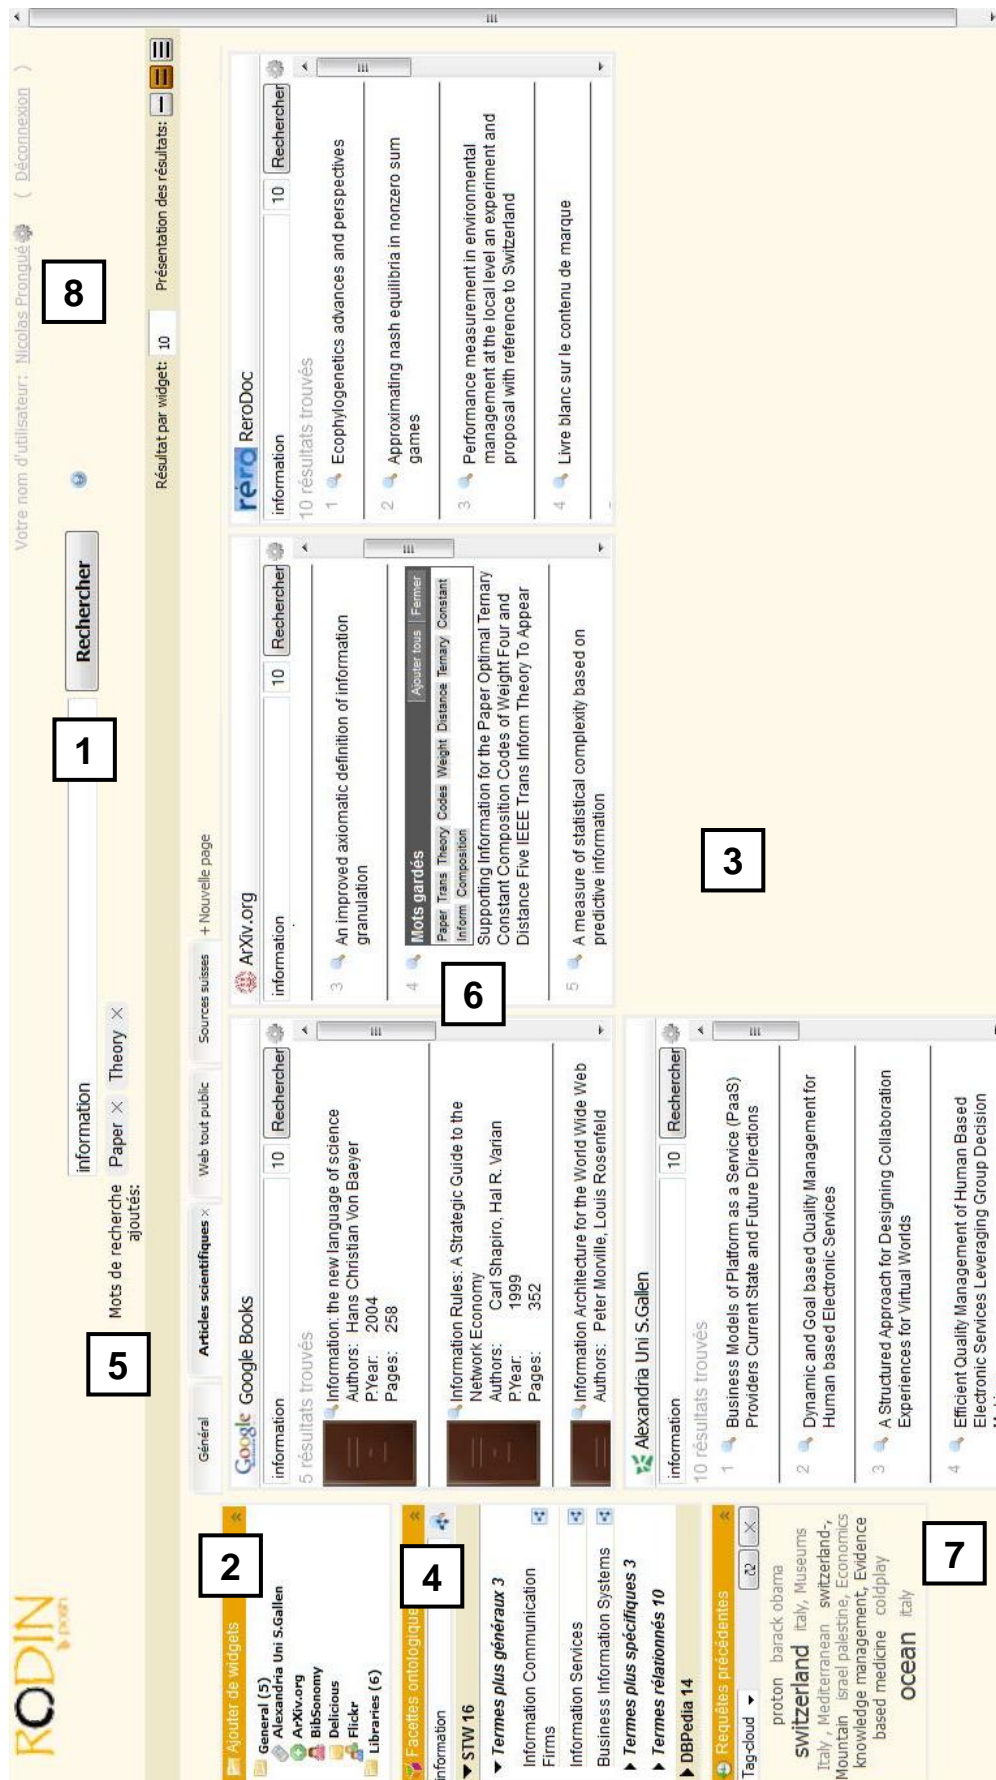 RODIN
posh
Votre nom d'utilisateur: Nicolas Prongué ( Déconnexion )
8
information
1
Rechercher
5
Mots de recherche
ajoutés:
Paper × Theory ×
Résultat par widget: 10 Présentation des résultats:
Général
Articles scientifiques ×
Web tout public
Sources suisses
+ Nouvelle page
2
Ajouter de widgets
General (5)
Alexandria Uni S.Gallen
ArXiv.org
BibSonomy
Delicious
Flickr
Libraries (6)
4
Facettes ontologique
information
STW 16
Termes plus généraux 3
Information Communication
Firms
Information Services
Business Information Systems
Termes plus spécifiques 3
Termes rélationnés 10
DBPedia 14
Requêtes précédentes
Tag-cloud
proton barack obama
switzerland italy, Museums
Italy , Mediterranean switzerland-,
Mountain israel palestine, Economics
knowledge management, Evidence
based medicine coldplay
ocean italy
7
Google Google Books
information 10 Rechercher
5 résultats trouvés
Information: the new language of science
Authors: Hans Christian Von Baeyer
P.Year: 2004
Pages: 258
Information Rules: A Strategic Guide to the
Network Economy
Authors: Carl Shapiro, Hal R. Varian
P.Year: 1999
Pages: 352
Information Architecture for the World Wide Web
Authors: Peter Morville, Louis Rosenfeld
ArXiv.org
information 10 Rechercher
3 An improved axiomatic definition of information
granulation
4 Mots gardés Ajouter tous Fermer
Paper Trans Theory Codes Weight Distance Ternary Constant
Inform Composition
6
Supporting Information for the Paper Optimal Ternary
Constant Composition Codes of Weight Four and
Distance Five IEEE Trans Inform Theory To Appear
5 A measure of statistical complexity based on
predictive information
réro ReroDoc
information 10 Rechercher
10 résultats trouvés
1 Ecophylogenetics advances and perspectives
2 Approximating nash equilibria in nonzero sum
games
3 Performance measurement in environmental
management at the local level an experiment and
proposal with reference to Switzerland
4 Livre blanc sur le contenu de marque
Alexandria Uni S.Gallen
information 10 Rechercher
10 résultats trouvés
1 Business Models of Platform as a Service (PaaS)
Providers Current State and Future Directions
2 Dynamic and Goal based Quality Management for
Human based Electronic Services
3 A Structured Approach for Designing Collaboration
Experiences for Virtual Worlds
4 Efficient Quality Management of Human Based
Electronic Services Leveraging Group Decision
3